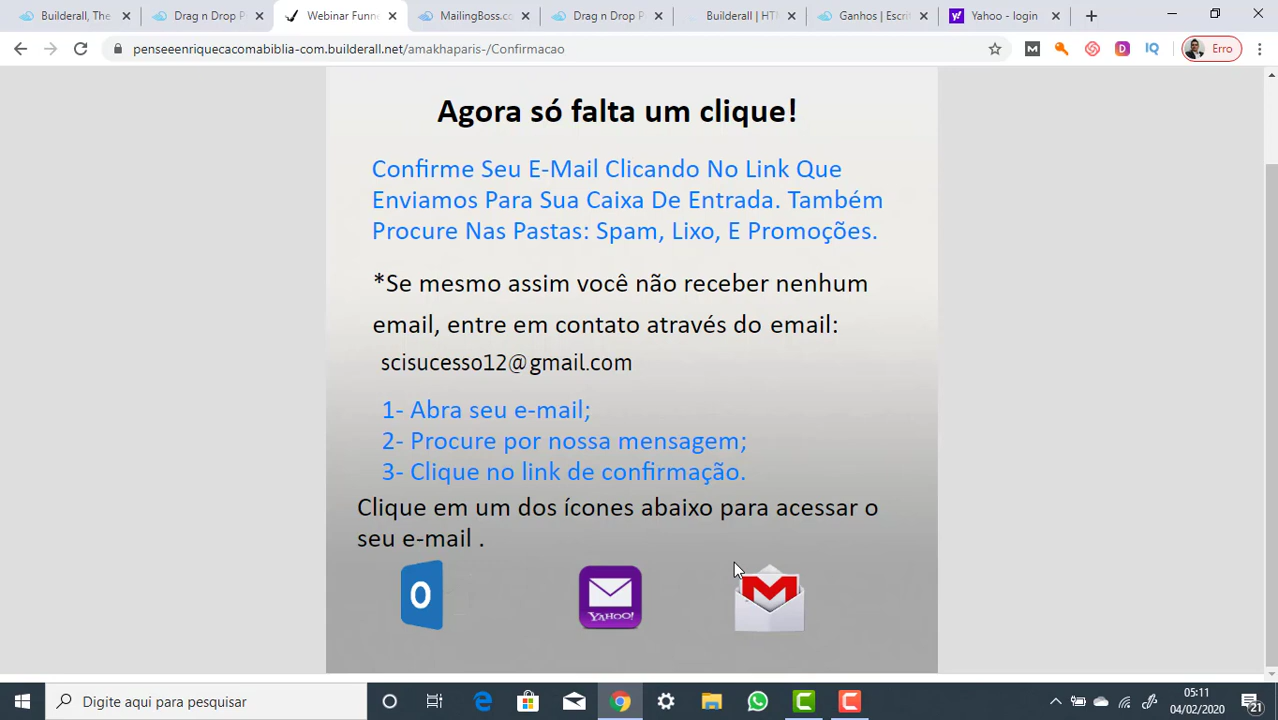 Builderall, The
Drag n Drop P
Webinar Funne
MailingBoss.co
Drag n Drop P
Builderall | HT
Ganhos | Escrit
Yahoo - login
penseeenriquecacomabiblia-com.builderall.net/amakhaparis-/Confirmacao
Erro
Agora só falta um clique!
Confirme Seu E-Mail Clicando No Link Que
Enviamos Para Sua Caixa De Entrada. Também
Procure Nas Pastas: Spam, Lixo, E Promoções.
*Se mesmo assim você não receber nenhum
email, entre em contato através do email:
scisucesso12@gmail.com
1- Abra seu e-mail;
2- Procure por nossa mensagem;
3- Clique no link de confirmação.
Clique em um dos ícones abaixo para acessar o
seu e-mail .
YAHOO!
Digite aqui para pesquisar
05:11
04/02/2020
21